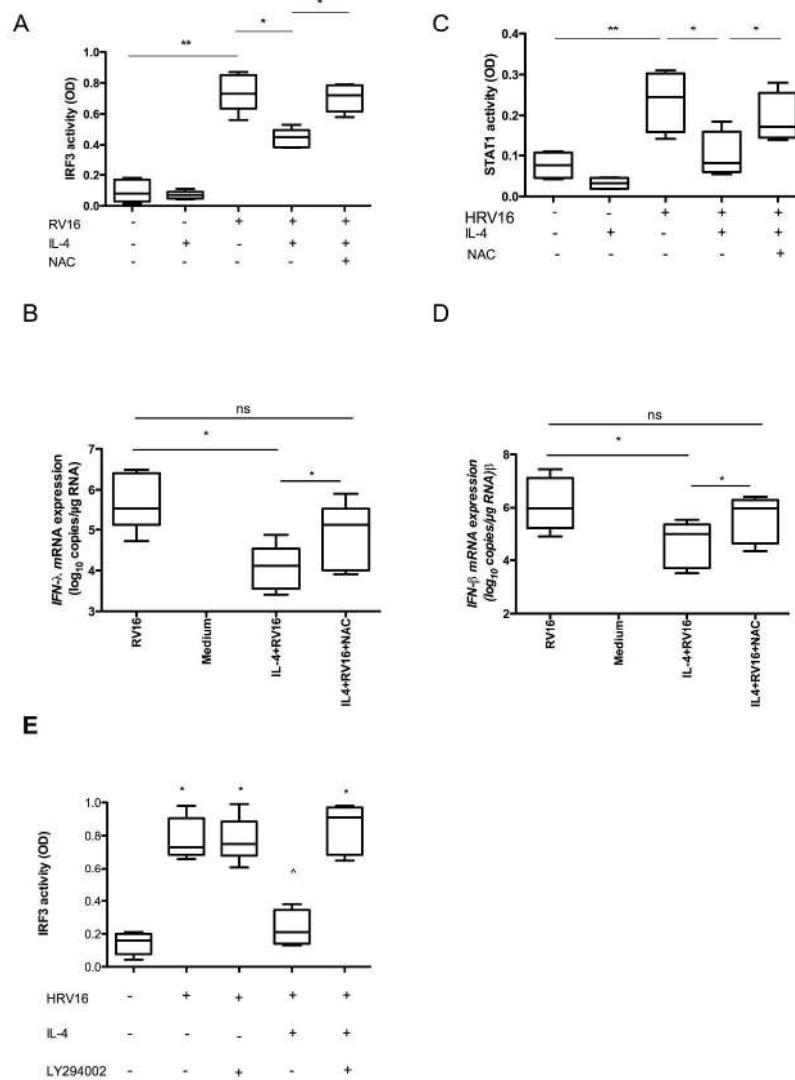 A
**
*
*
IRF3 activity (OD)
1.0
0.8
0.6
0.4
0.2
0.0
RV16 - - + + +
IL-4 - + - + +
NAC - - - - +
C
**
*
*
STAT1 activity (OD)
0.4
0.3
0.2
0.1
0.0
HRV16 - - + + +
IL-4 - + - + +
NAC - - - - +
B
ns
*
*
IFN-λ, mRNA expression
(log10 copies/µg RNA)
7
6
5
4
3
RV16
Medium
IL-4+RV16
IL4+RV16+NAC
D
ns
*
*
IFN-β mRNA expression
(log10 copies/µg RNA)β
8
6
4
2
RV16
Medium
IL-4+RV16
IL4+RV16+NAC
E
* * ^ *
IRF3 activity (OD)
1.0
0.8
0.6
0.4
0.2
0.0
HRV16 - + + + +
IL-4 - - - + +
LY294002 - - + - +